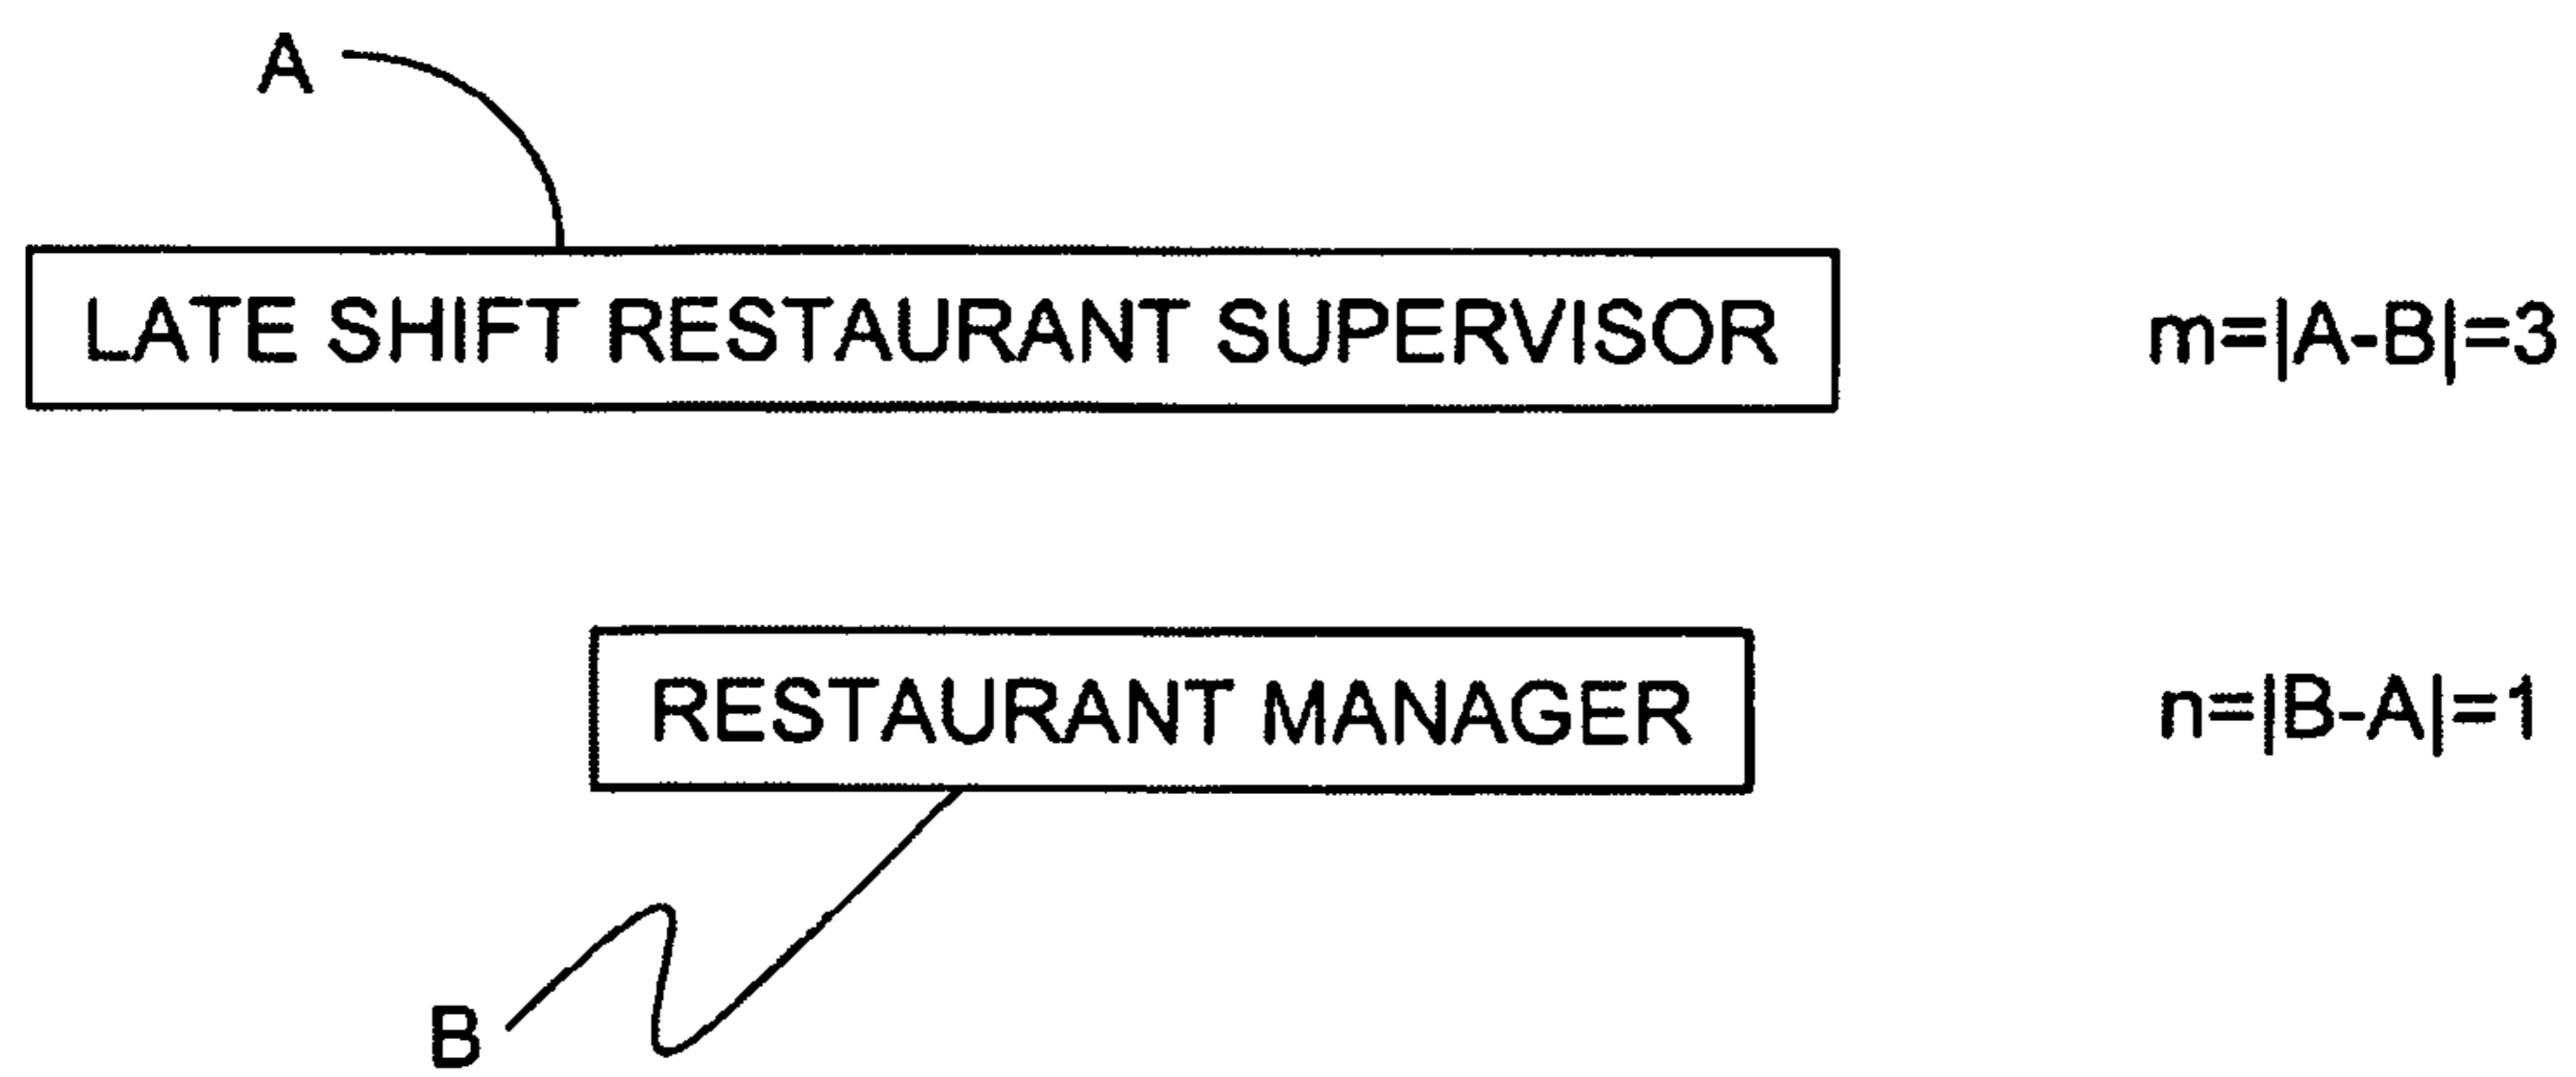 A
LATE SHIFT RESTAURANT SUPERVISOR m=|A-B|=3
RESTAURANT MANAGER n=|B-A|=1
B